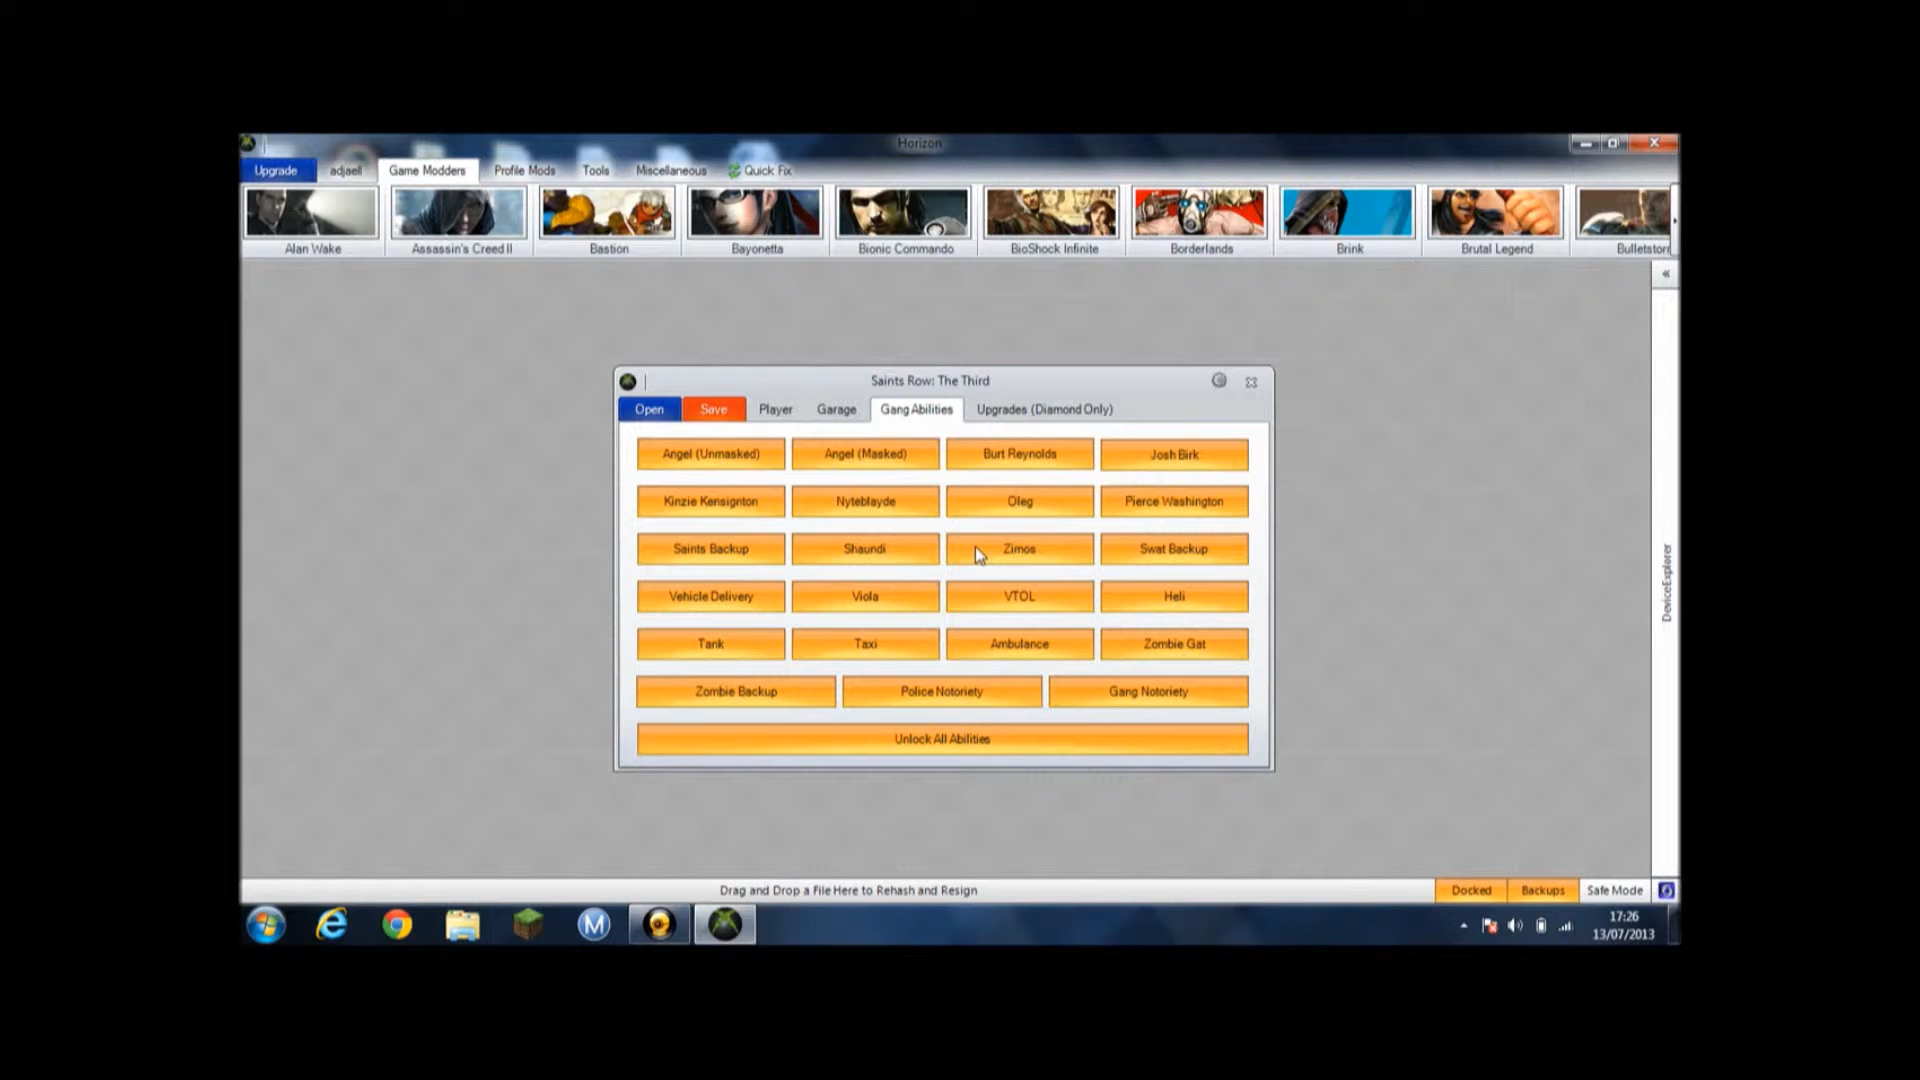 Horizon
Upgrade adjaell Game Modders Profile Mods Tools Miscellaneous Quick Fix
Alan Wake Assassin's Creed II Bastion Bayonetta Bionic Commando BioShock Infinite Borderlands Brink Brutal Legend Bulletstor
Saints Row: The Third
Open Save Player Garage Gang Abilities Upgrades (Diamond Only)
Angel (Unmasked) Angel (Masked) Burt Reynolds Josh Birk
Kinzie Kensignton Nyteblayde Oleg Pierce Washington
Saints Backup Shaundi Zimos Swat Backup
Vehicle Delivery Viola VTOL Heli
Tank Taxi Ambulance Zombie Gat
Zombie Backup Police Notoriety Gang Notoriety
Unlock All Abilities
DeviceExplorer
Drag and Drop a File Here to Rehash and Resign
Docked Backups Safe Mode
M
17:26
13/07/2013